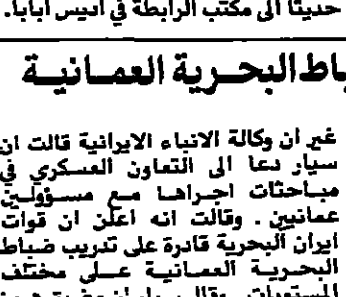 حديثا الى مكتب الرابطة في اديس ابابا.
باط البحرية العمانية
غير ان وكالة الانباء الايرانية قالت ان
سيار دعا الى التعاون العسكري في
مباحثات اجراها مع مسؤولين
عمانيين . وقالت انه اعلن ان قوات
ايران البحرية قادرة على تدريب ضباط
البحرية العمانية على مختلف
المستويات.